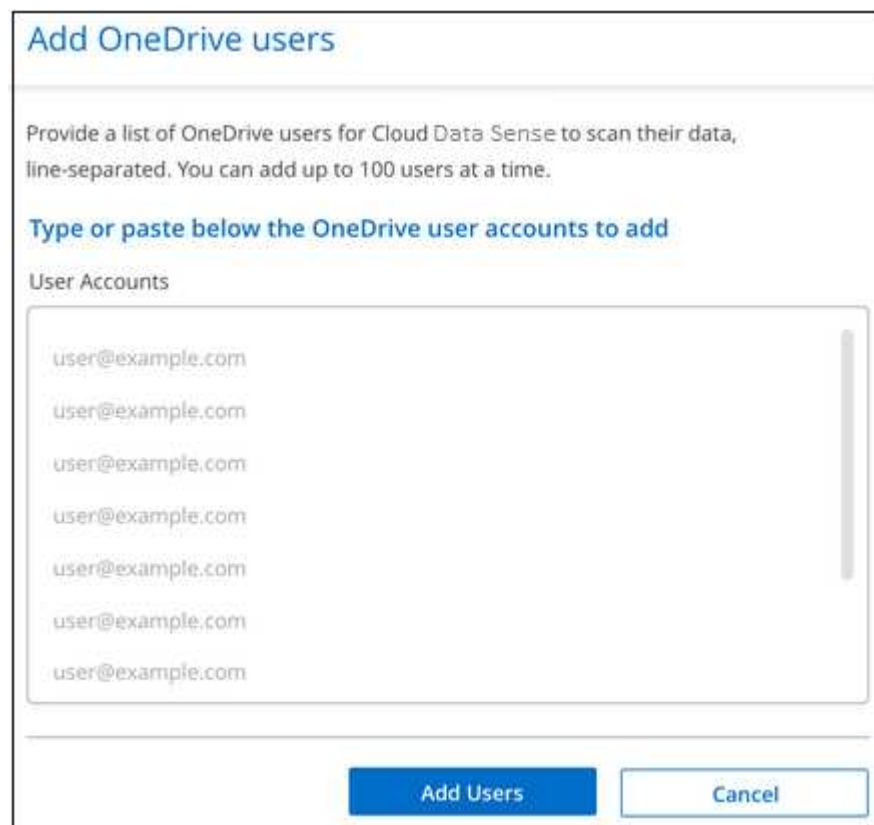 Add OneDrive users
Provide a list of OneDrive users for Cloud Data Sense to scan their data,
line-separated. You can add up to 100 users at a time.
Type or paste below the OneDrive user accounts to add
User Accounts
user@example.com
user@example.com
user@example.com
user@example.com
user@example.com
user@example.com
user@example.com
Add Users
Cancel